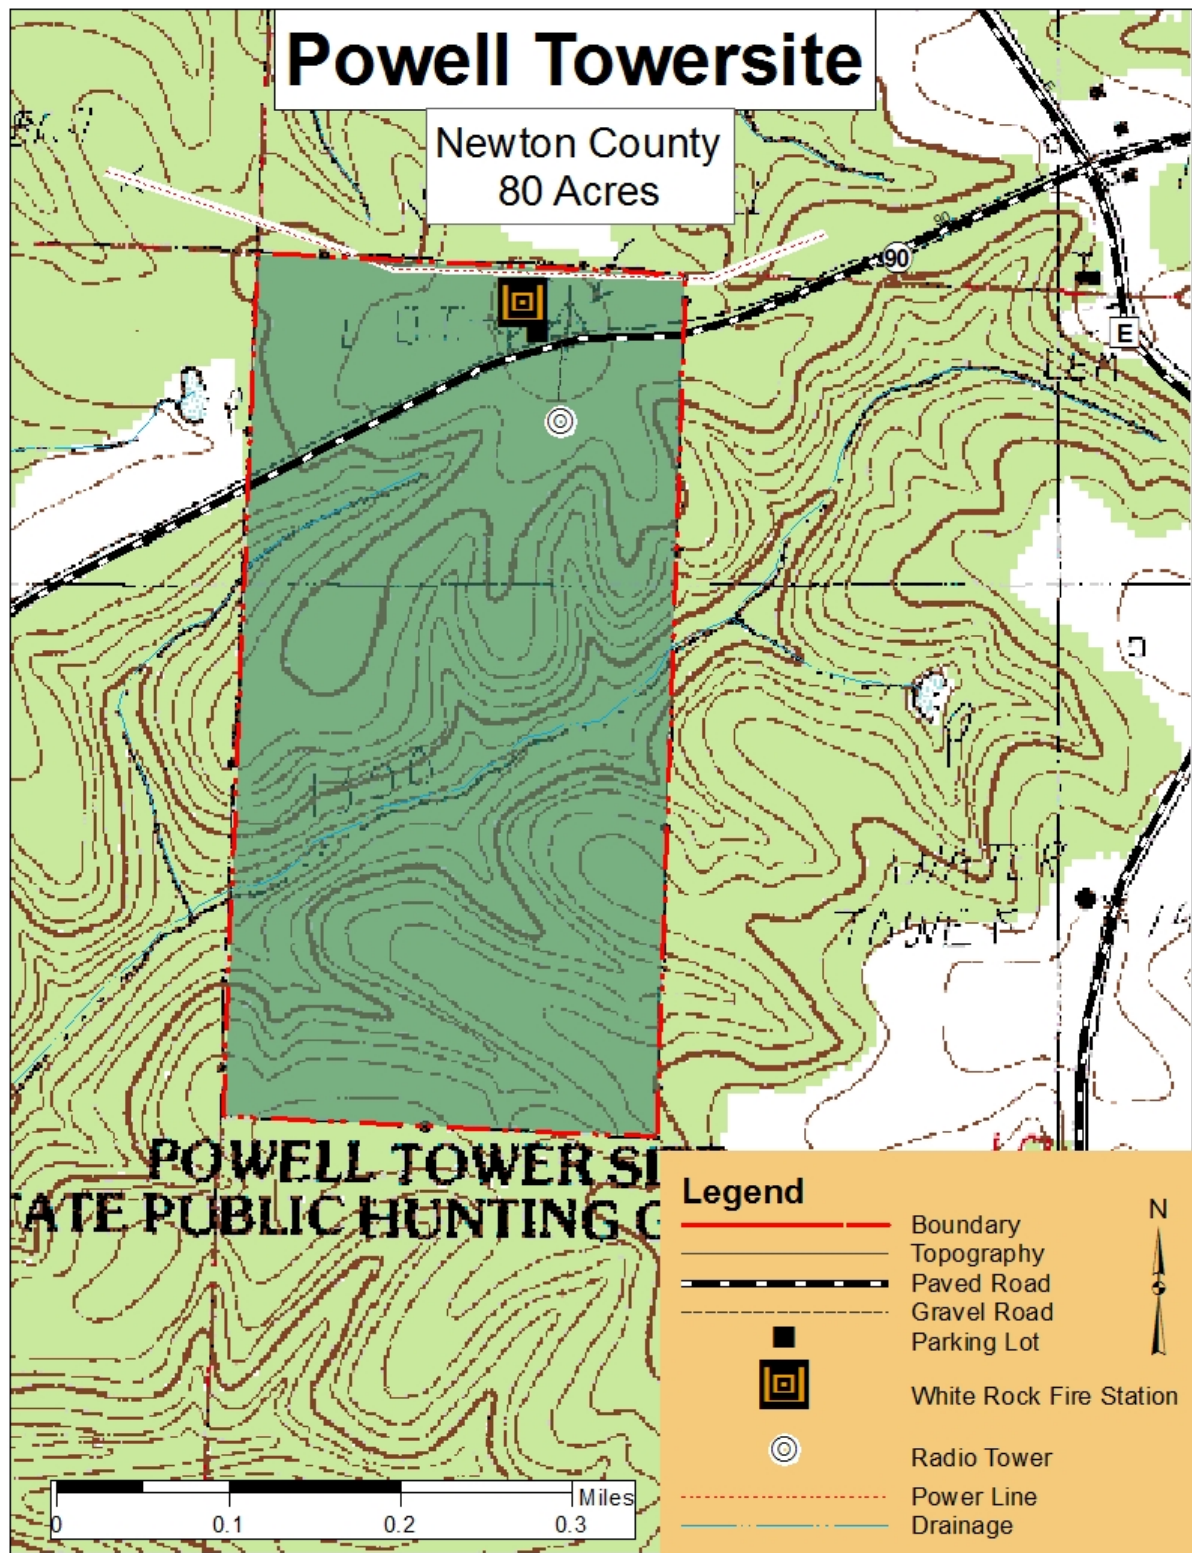 Powell Towersite
Newton County
80 Acres
90
90
E
POWELL TOWER
PUBLIC HUNTING
Legend
N
Boundary
Topography
Paved Road
Gravel Road
Parking Lot
White Rock Fire Station
Radio Tower
Power Line
Drainage
Miles
0 0.1 0.2 0.3